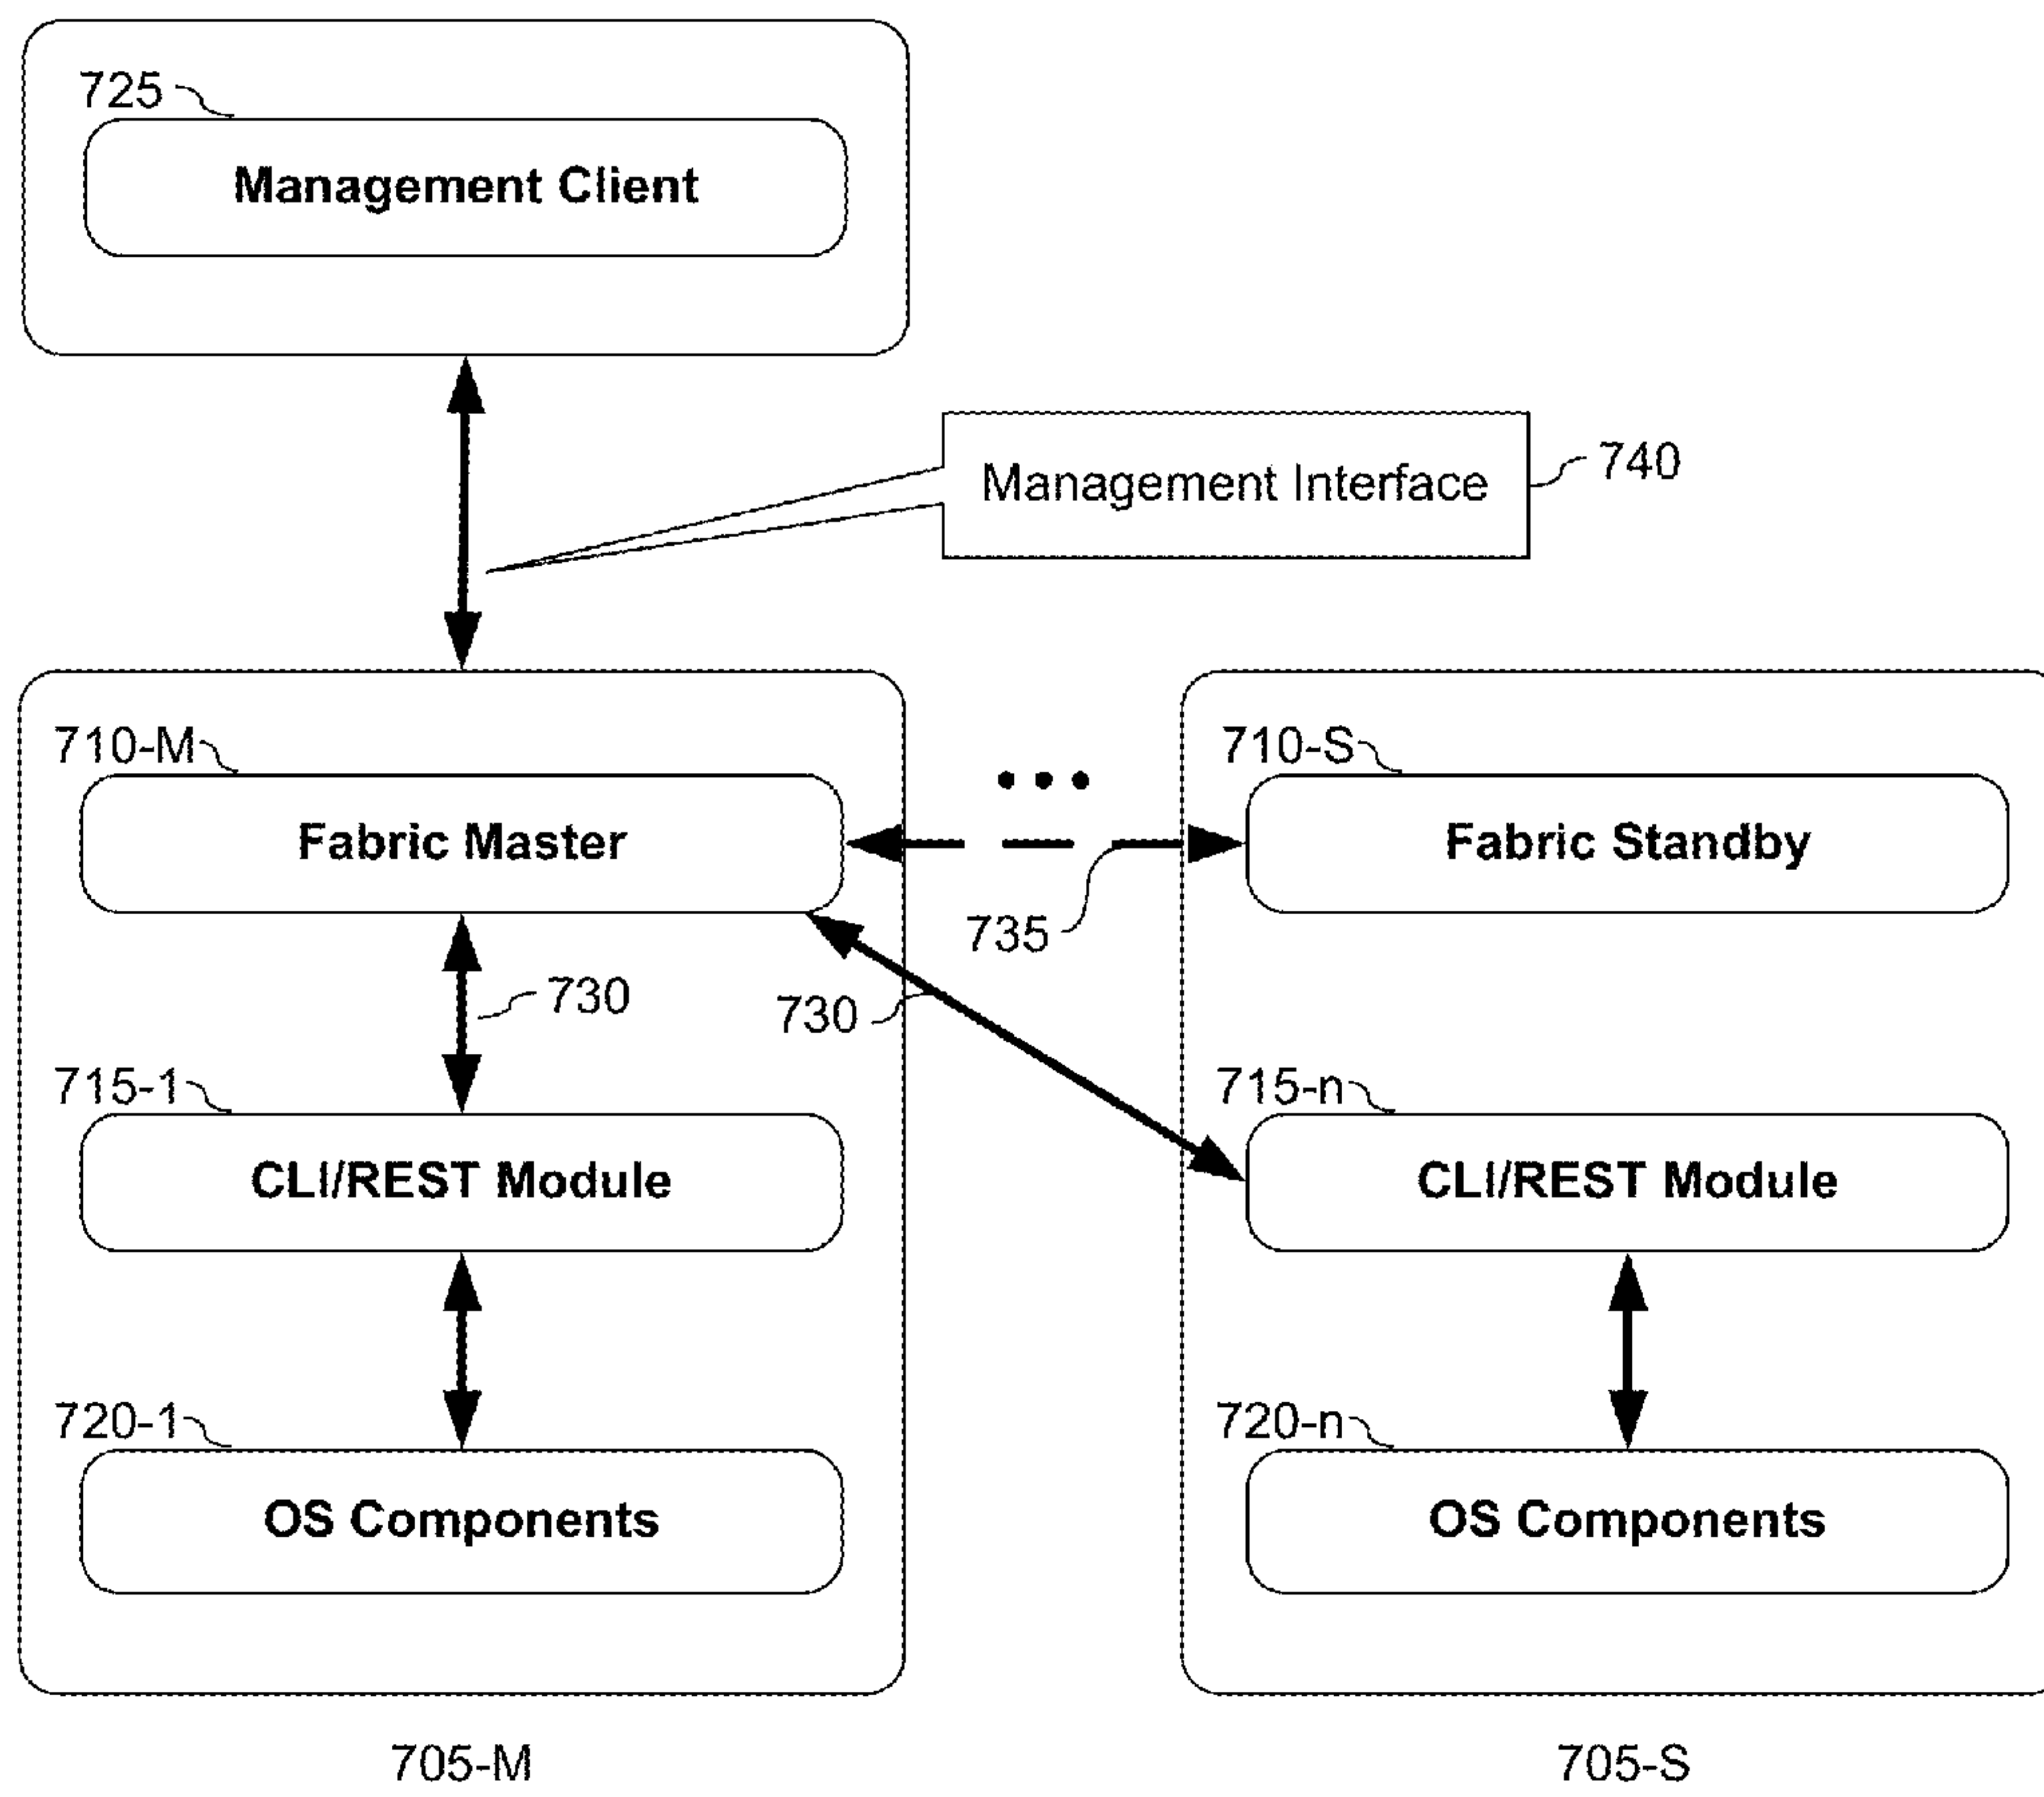 725
Management Client
Management Interface
740
710-M
710-S
Fabric Master
Fabric Standby
735
730
730
715-1
715-n
CLI/REST Module
CLI/REST Module
720-1
720-n
OS Components
OS Components
705-M
705-S